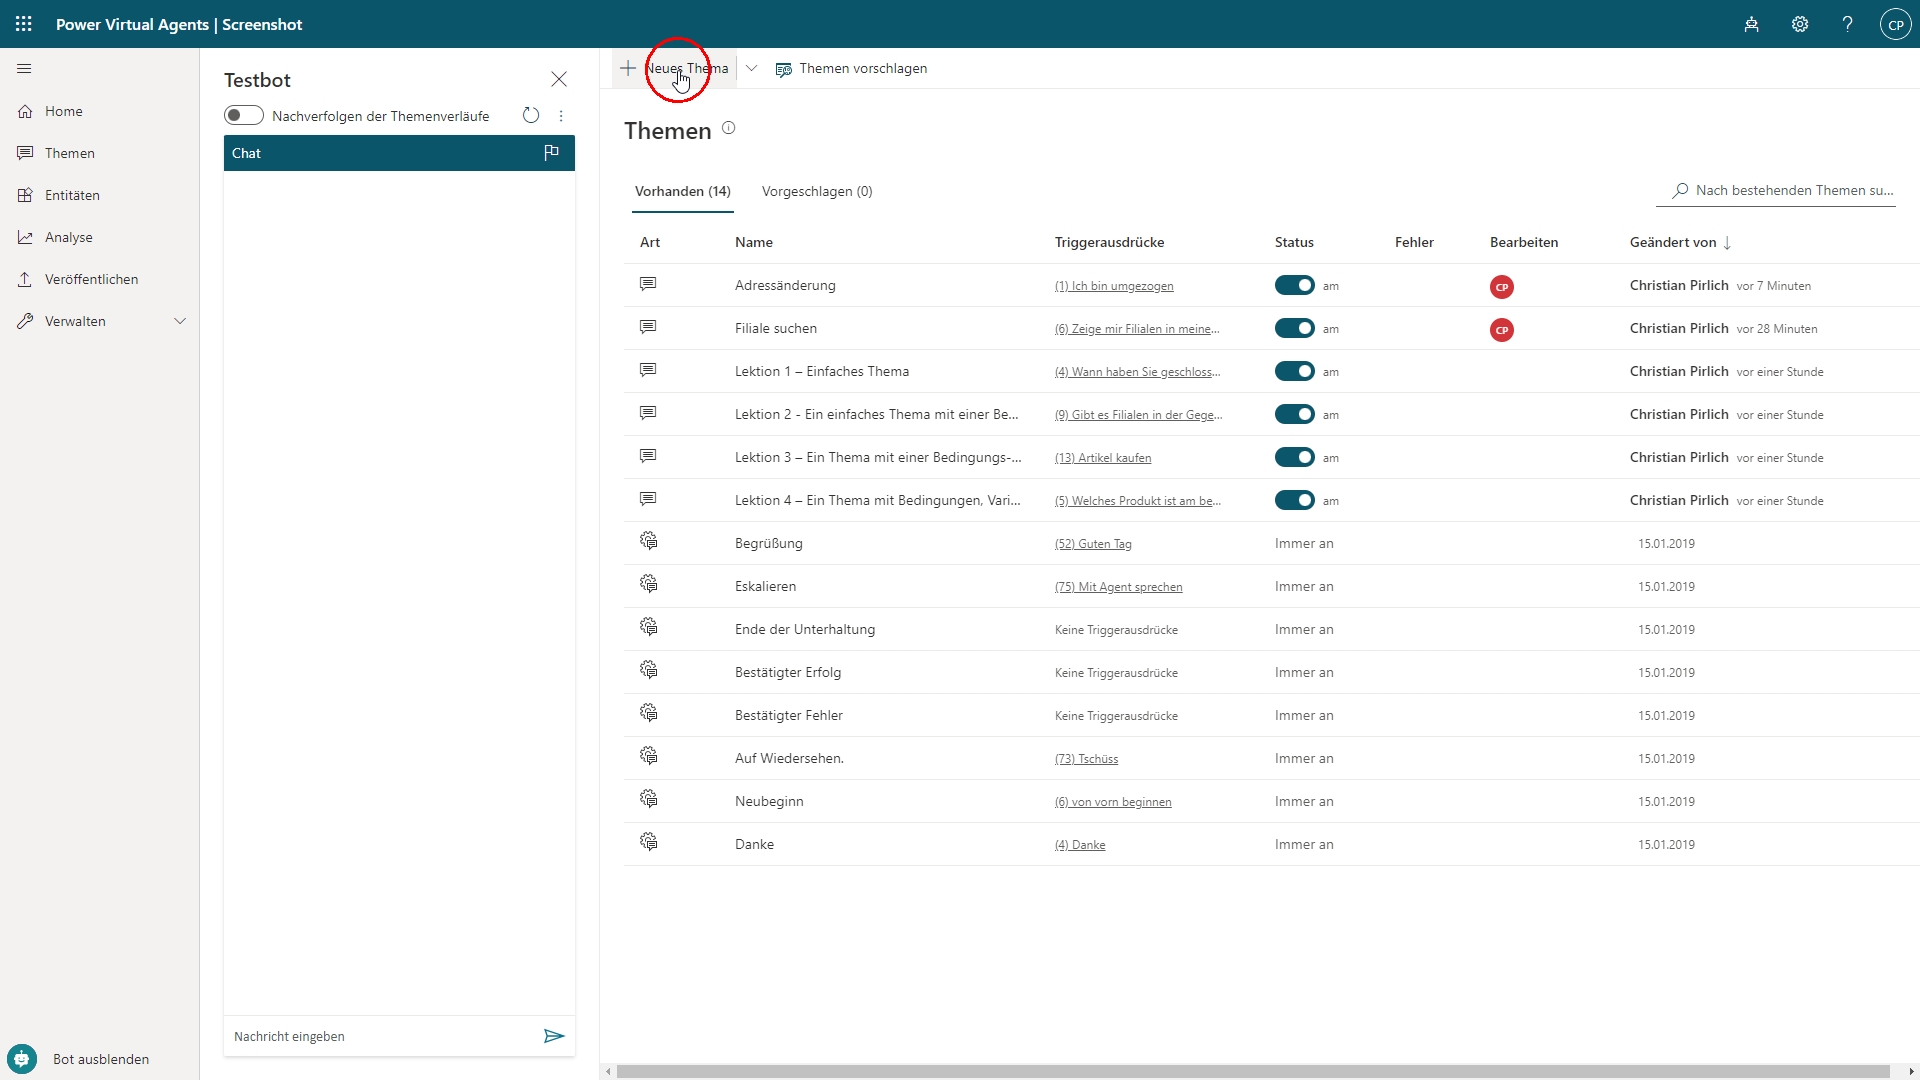 Power Virtual Agents | Screenshot
CP
Home
Themen
Entitäten
Analyse
Veröffentlichen
Verwalten
Bot ausblenden
Testbot
Nachverfolgen der Themenverläufe
Chat
Nachricht eingeben
Neues Thema
Themen vorschlagen
Themen
Vorhanden (14) Vorgeschlagen (0)
Nach bestehenden Themen su...
Art Name Triggerausdrücke Status Fehler Bearbeiten Geändert von
Adressänderung (1) Ich bin umgezogen am CP Christian Pirlich vor 7 Minuten
Filiale suchen (6) Zeige mir Filialen in meine... am CP Christian Pirlich vor 28 Minuten
Lektion 1 – Einfaches Thema (4) Wann haben Sie geschloss... am Christian Pirlich vor einer Stunde
Lektion 2 - Ein einfaches Thema mit einer Be... (9) Gibt es Filialen in der Gege... am Christian Pirlich vor einer Stunde
Lektion 3 – Ein Thema mit einer Bedingungs-... (13) Artikel kaufen am Christian Pirlich vor einer Stunde
Lektion 4 – Ein Thema mit Bedingungen, Vari... (5) Welches Produkt ist am be... am Christian Pirlich vor einer Stunde
Begrüßung (52) Guten Tag Immer an 15.01.2019
Eskalieren (75) Mit Agent sprechen Immer an 15.01.2019
Ende der Unterhaltung Keine Triggerausdrücke Immer an 15.01.2019
Bestätigter Erfolg Keine Triggerausdrücke Immer an 15.01.2019
Bestätigter Fehler Keine Triggerausdrücke Immer an 15.01.2019
Auf Wiedersehen. (73) Tschüss Immer an 15.01.2019
Neubeginn (6) von vorn beginnen Immer an 15.01.2019
Danke (4) Danke Immer an 15.01.2019